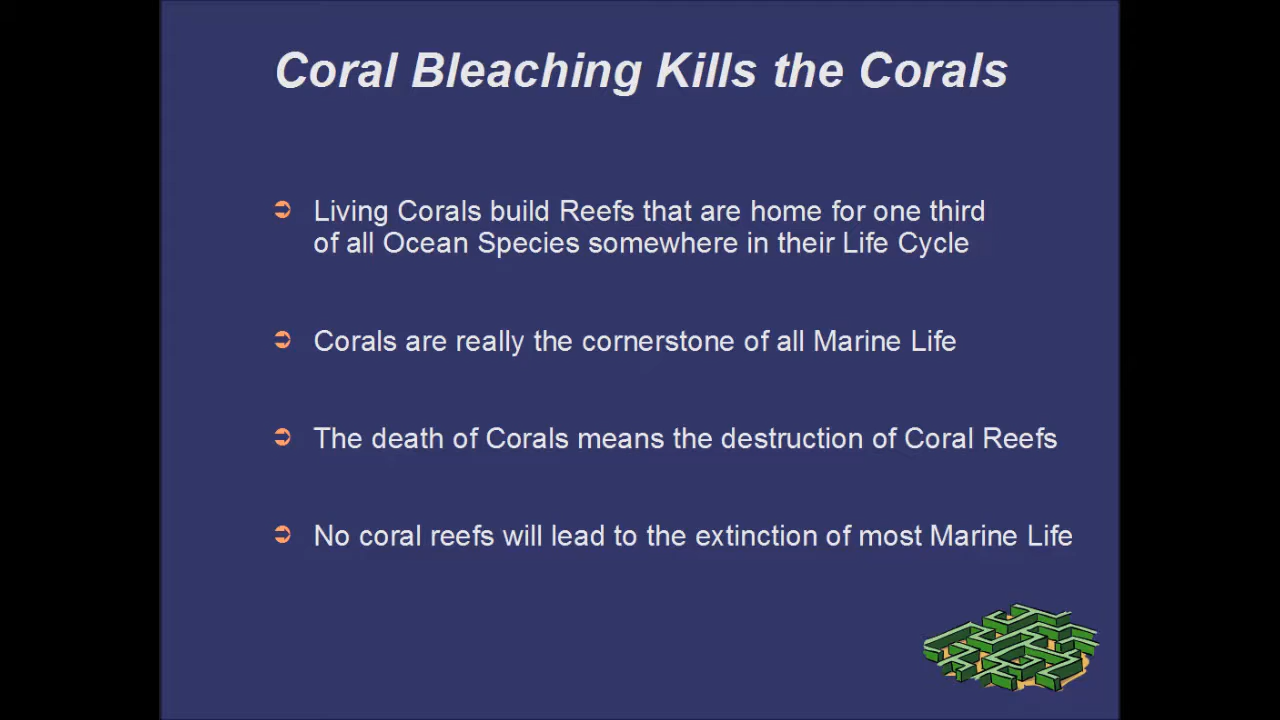 Coral Bleaching Kills the Corals
Living Corals build Reefs that are home for one third
of all Ocean Species somewhere in their Life Cycle
Corals are really the cornerstone of all Marine Life
The death of Corals means the destruction of Coral Reefs
No coral reefs will lead to the extinction of most Marine Life